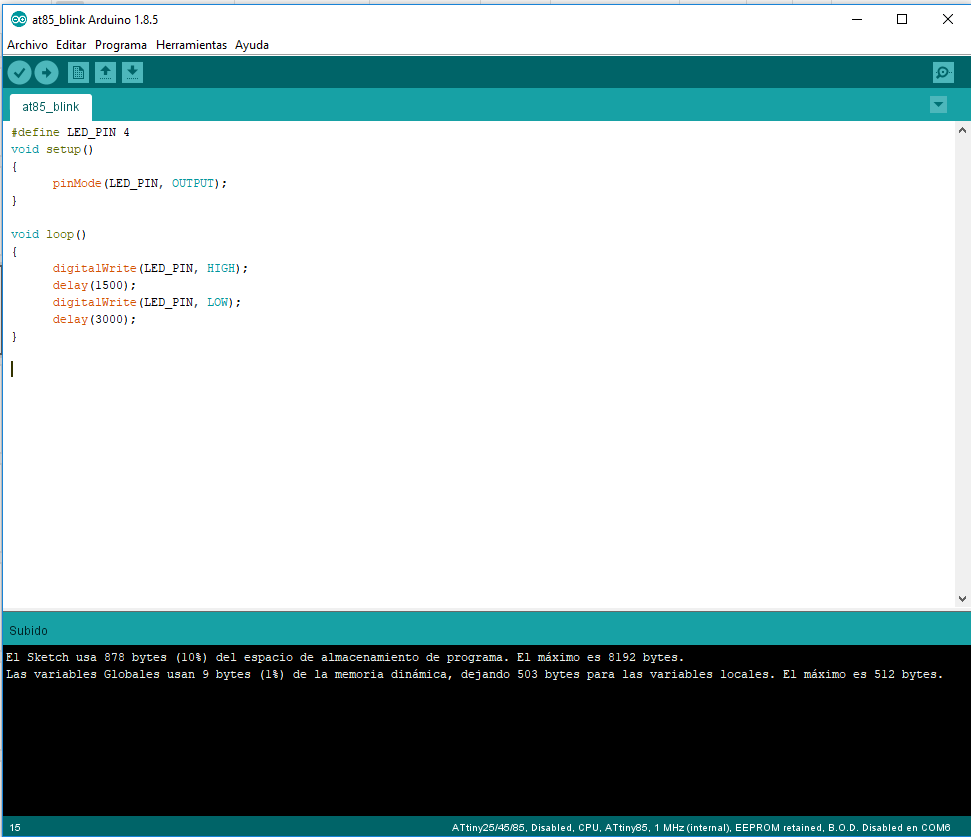 at85_blink Arduino 1.8.5
Archivo Editar Programa Herramientas Ayuda
at85_blink
#define LED_PIN 4
void setup()
{
      pinMode(LED_PIN, OUTPUT);
}

void loop()
{
      digitalWrite(LED_PIN, HIGH);
      delay(1500);
      digitalWrite(LED_PIN, LOW);
      delay(3000);
}
Subido
El Sketch usa 878 bytes (10%) del espacio de almacenamiento de programa. El máximo es 8192 bytes.
Las variables Globales usan 9 bytes (1%) de la memoria dinámica, dejando 503 bytes para las variables locales. El máximo es 512 bytes.
15 ATtiny25/45/85, Disabled, CPU, ATtiny85, 1 MHz (internal), EEPROM retained, B.O.D. Disabled en COM6